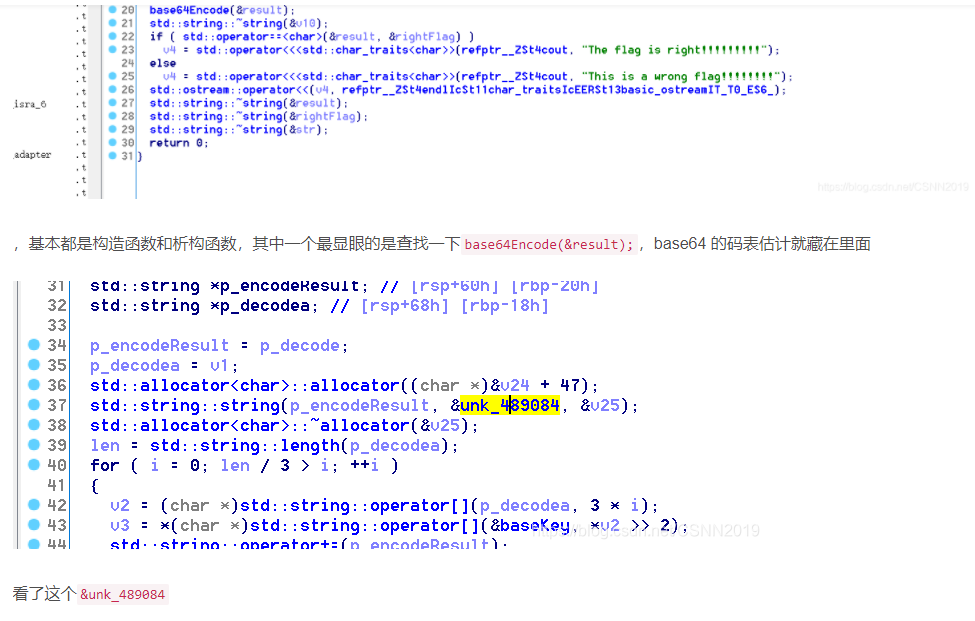 20 base64Encode(&result);
21 std::string::~string(&v10);
22 if ( std::operator==<char>(&result, &rightFlag) )
23 v4 = std::operator<<<std::char_traits<char>>(refptr__ZSt4cout, "The flag is right!!!!!!!!!");
24 else
25 v4 = std::operator<<<std::char_traits<char>>(refptr__ZSt4cout, "This is a wrong flag!!!!!!!!");
26 std::ostream::operator<<(v4, refptr__ZSt4endlIcSt11char_traitsIcEERSt13basic_ostreamIT_T0_ES6_);
27 std::string::~string(&result);
28 std::string::~string(&rightFlag);
29 std::string::~string(&str);
30 return 0;
31 }
.isra_6
adapter
.t
.t
.t
.t
.t
.t
.t
.t
.t
.t
.t
https://blog.csdn.net/CSNN2019
，基本都是构造函数和析构函数，其中一个最显眼的是查找一下 base64Encode(&result); ，base64 的码表估计就藏在里面
31 std::string *p_encodeResult; // [rsp+60h] [rbp-20h]
32 std::string *p_decodea; // [rsp+68h] [rbp-18h]
33
34 p_encodeResult = p_decode;
35 p_decodea = v1;
36 std::allocator<char>::allocator((char *)&v24 + 47);
37 std::string::string(p_encodeResult, &unk_489084, &v25);
38 std::allocator<char>::~allocator(&v25);
39 len = std::string::length(p_decodea);
40 for ( i = 0; len / 3 > i; ++i )
41 {
42 v2 = (char *)std::string::operator[](p_decodea, 3 * i);
43 v3 = *(char *)std::string::operator[](&baseKey, *v2 >> 2);
44 std::string::operator+=(p_encodeResult);
https://blog.csdn.net/CSNN2019
看了这个 &unk_489084